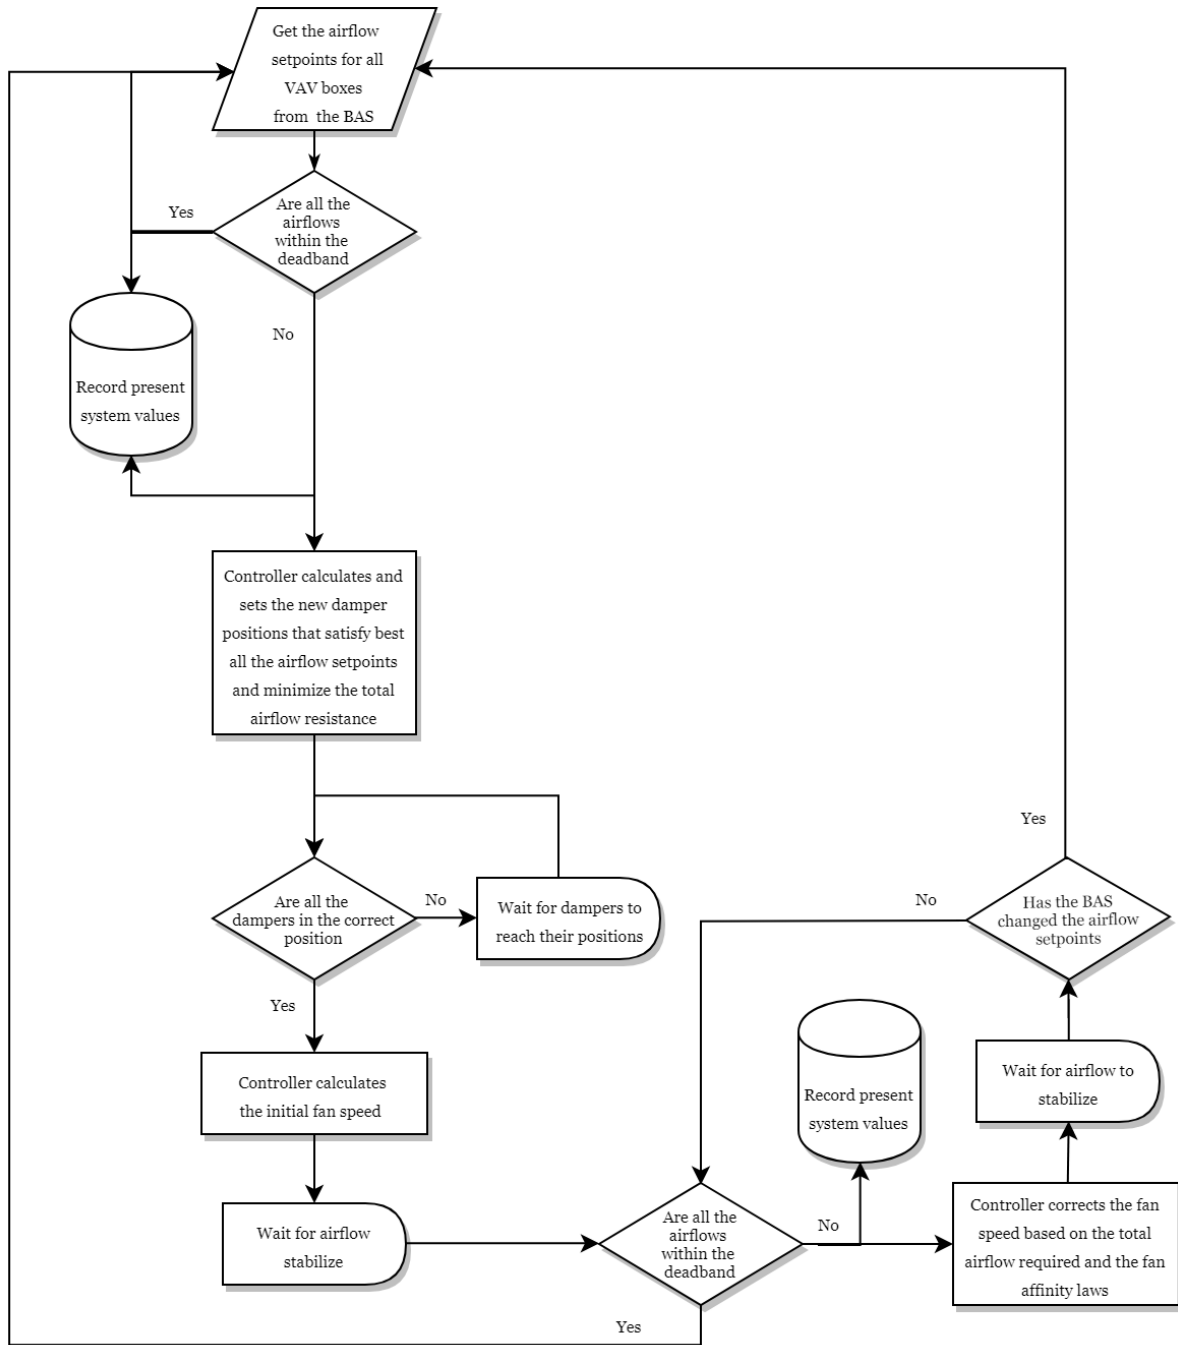 Get the airflow
setpoints for all
VAV boxes
from the BAS
Yes
Are all the
airflows
within the
deadband
No
Record present
system values
Controller calculates and
sets the new damper
positions that satisfy best
all the airflow setpoints
and minimize the total
airflow resistance
Are all the
dampers in the correct
position
No
Wait for dampers to
reach their positions
Yes
Controller calculates
the initial fan speed
Wait for airflow
stabilize
Are all the
airflows
within the
deadband
Yes
No
Record present
system values
Controller corrects the fan
speed based on the total
airflow required and the fan
affinity laws
Wait for airflow to
stabilize
Has the BAS
changed the airflow
setpoints
No
Yes